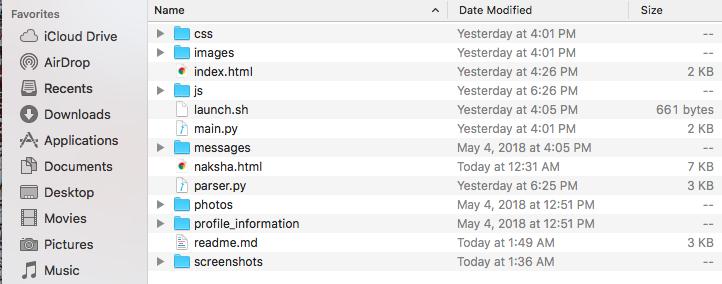 Favorites
iCloud Drive
AirDrop
Recents
Downloads
Applications
Documents
Desktop
Movies
Pictures
Music
Name Date Modified Size
css Yesterday at 4:01 PM --
images Yesterday at 4:01 PM --
index.html Yesterday at 4:26 PM 2 KB
js Yesterday at 6:26 PM --
launch.sh Yesterday at 4:05 PM 661 bytes
main.py Yesterday at 4:01 PM 2 KB
messages May 4, 2018 at 4:05 PM --
naksha.html Today at 12:31 AM 7 KB
parser.py Yesterday at 6:25 PM 3 KB
photos May 4, 2018 at 12:51 PM --
profile_information May 4, 2018 at 12:51 PM --
readme.md Today at 1:49 AM 3 KB
screenshots Today at 1:36 AM --